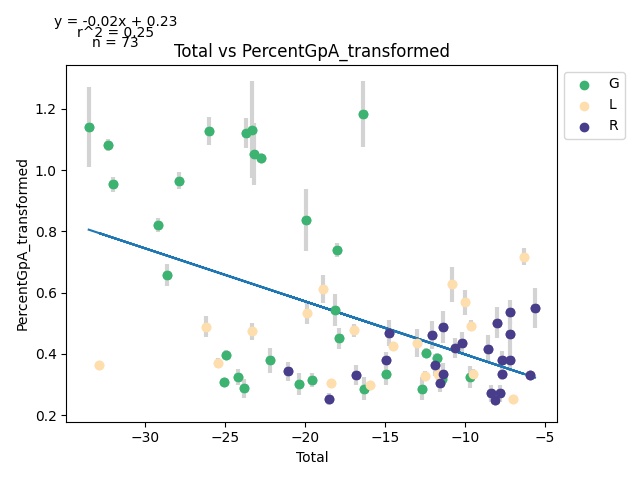 y = -0.02x + 0.23
r^2 = 0.25
n = 73
Total vs PercentGpA_transformed
G
L
R
1.2
1.0
0.8
0.6
0.4
0.2
PercentGpA_transformed
−30 −25 −20 −15 −10 −5
Total